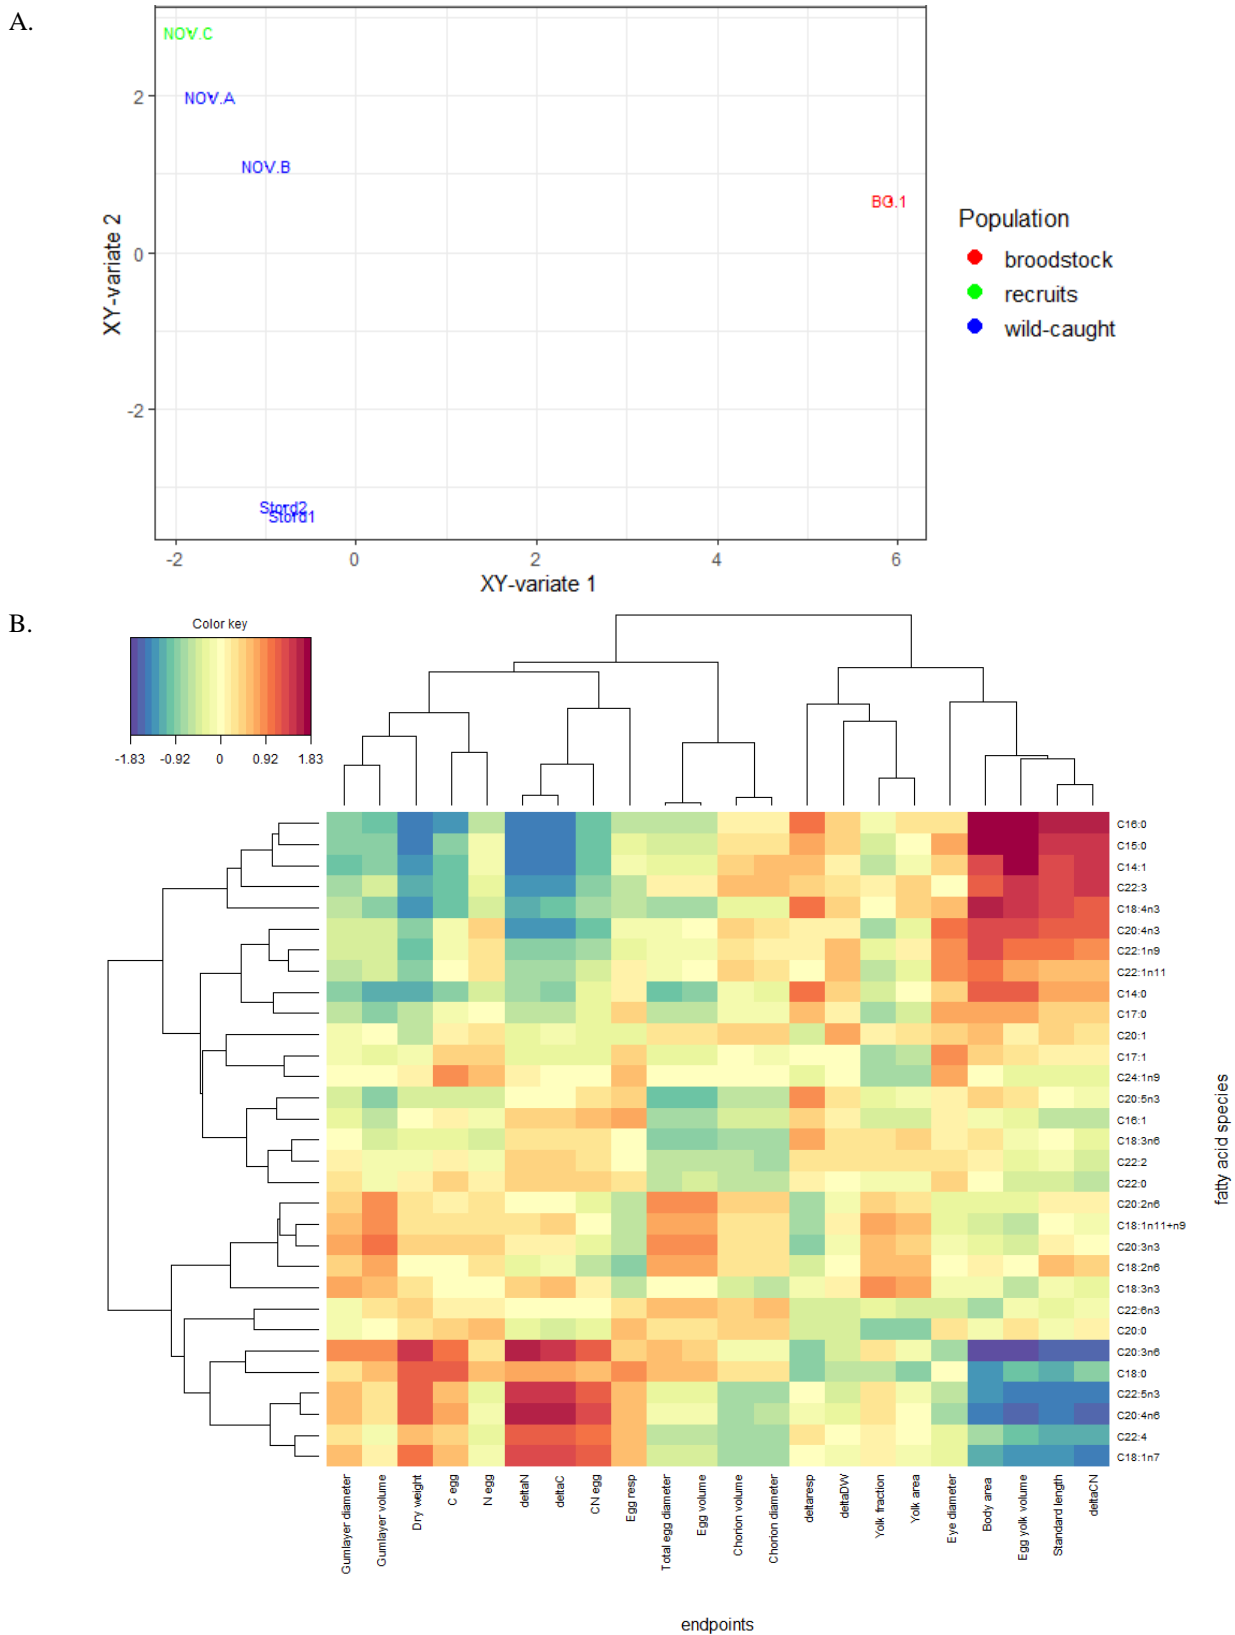 A.
NOV.C
NOV.A
NOV.B
Stord2
Stord1
2
0
-2
-2
0
2
4
6
XY-variate 2
XY-variate 1
Population
broodstock
recruits
wild-caught
B.
Color key
-1.83 -0.92 0 0.92 1.83
C16:0
C15:0
C14:1
C22:3
C18:4n3
C20:4n3
C22:1n9
C22:1n11
C14:0
C17:0
C20:1
C17:1
C24:1n9
C20:5n3
C16:1
C18:3n6
C22:2
C22:0
C20:2n6
C18:1n11+n9
C20:3n3
C18:2n6
C18:3n3
C22:6n3
C20:0
C20:3n6
C18:0
C22:5n3
C20:4n6
C22:4
C18:1n7
fatty acid species
Gumlayer diameter
Gumlayer volume
Dry weight
C egg
N egg
deltaN
deltaC
CN egg
Egg resp
Total egg diameter
Egg volume
Chorion volume
Chorion diameter
deltaresp
deltaDW
Yolk fraction
Yolk area
Eye diameter
Body area
Egg yolk volume
Standard length
deltaCN
endpoints